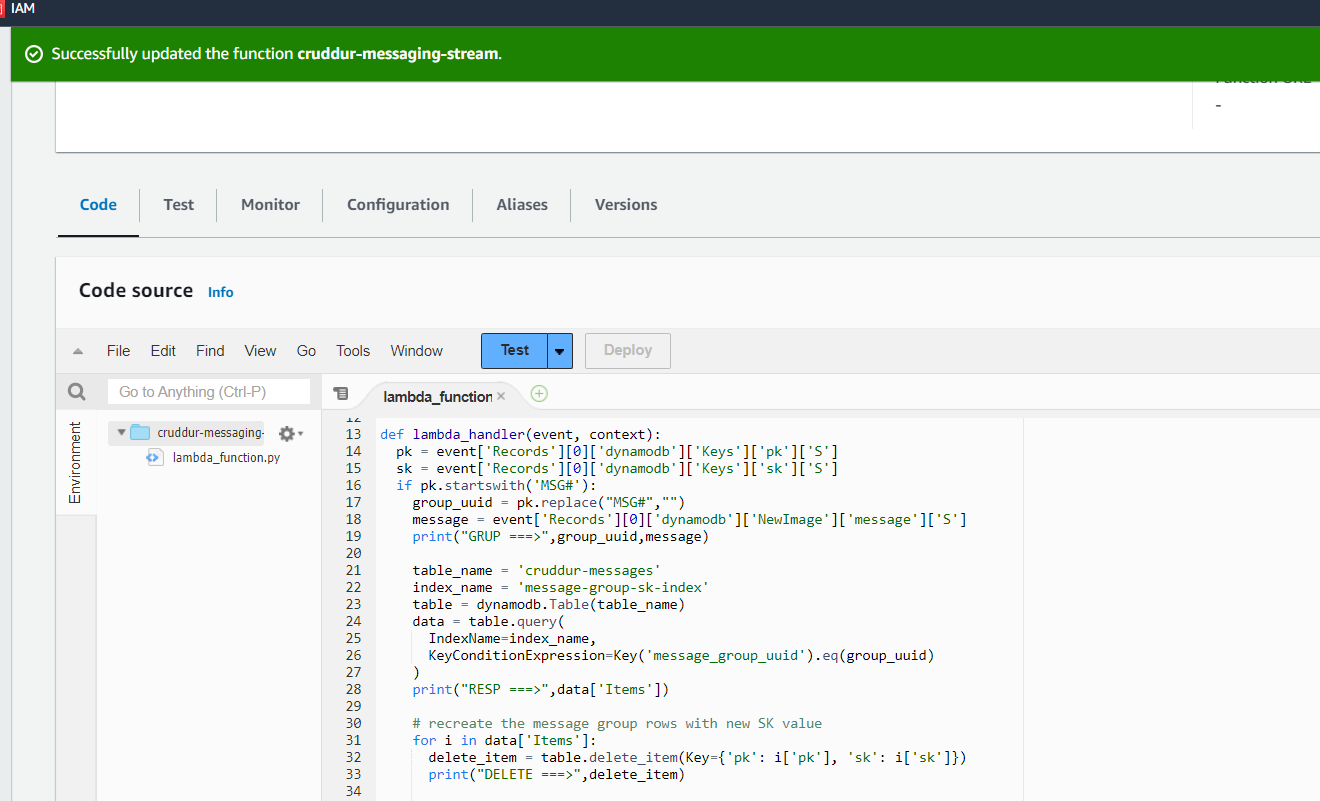 IAM
Successfully updated the function cruddur-messaging-stream.
Function URL
-
Code Test Monitor Configuration Aliases Versions
Code source Info
File Edit Find View Go Tools Window Test Deploy
Go to Anything (Ctrl-P)
lambda_function
Environment
cruddur-messaging-
lambda_function.py
12
13 def lambda_handler(event, context):
14 pk = event['Records'][0]['dynamodb']['Keys']['pk']['S']
15 sk = event['Records'][0]['dynamodb']['Keys']['sk']['S']
16 if pk.startswith('MSG#'):
17 group_uuid = pk.replace("MSG#","")
18 message = event['Records'][0]['dynamodb']['NewImage']['message']['S']
19 print("GRUP ===>",group_uuid,message)
20
21 table_name = 'cruddur-messages'
22 index_name = 'message-group-sk-index'
23 table = dynamodb.Table(table_name)
24 data = table.query(
25 IndexName=index_name,
26 KeyConditionExpression=Key('message_group_uuid').eq(group_uuid)
27 )
28 print("RESP ===>",data['Items'])
29
30 # recreate the message group rows with new SK value
31 for i in data['Items']:
32 delete_item = table.delete_item(Key={'pk': i['pk'], 'sk': i['sk']})
33 print("DELETE ===>",delete_item)
34